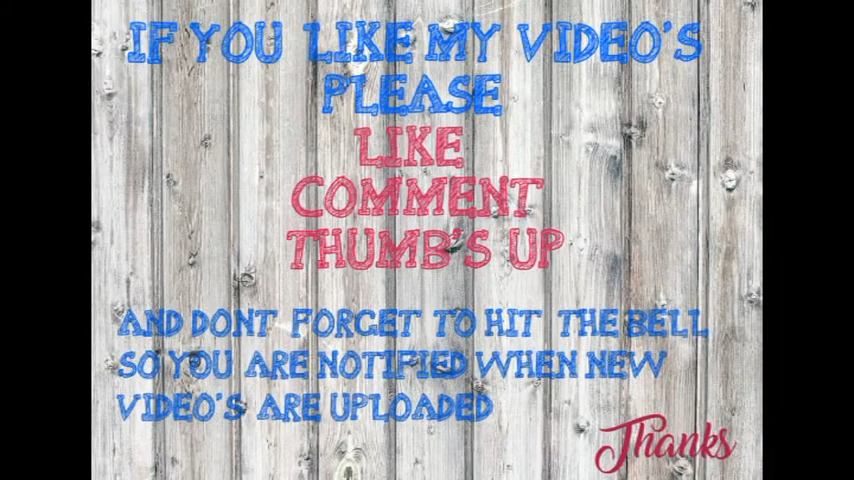 IF YOU LIKE MY VIDEO'S
PLEASE
LIKE
COMMENT
THUMB'S UP
AND DONT FORGET TO HIT THE BELL
SO YOU ARE NOTIFIED WHEN NEW
VIDEO'S ARE UPLOADED
Thanks